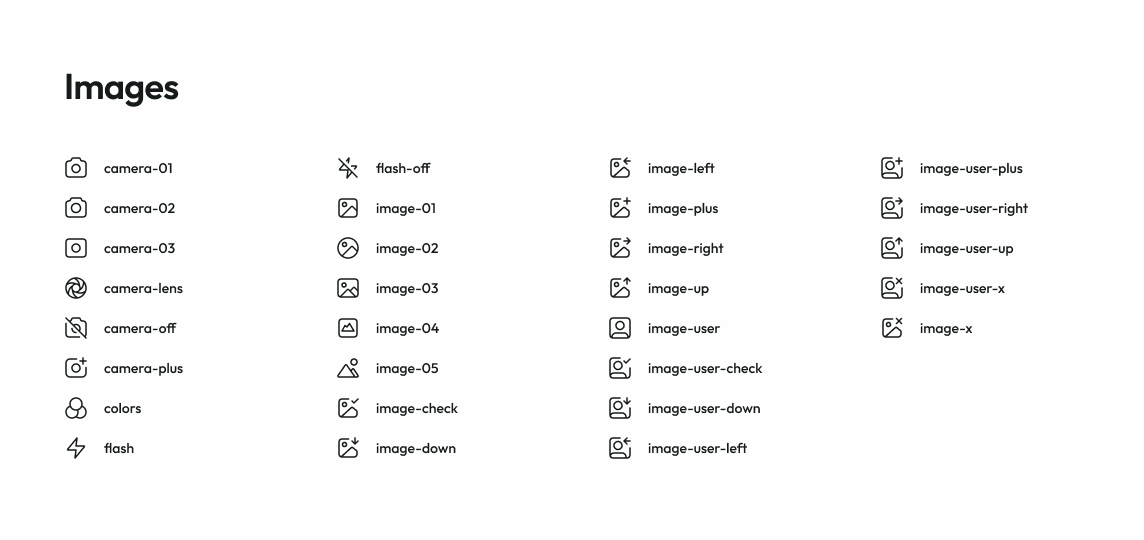 Images
camera-01
camera-02
camera-03
camera-lens
camera-off
camera-plus
colors
flash
flash-off
image-01
image-02
image-03
image-04
image-05
image-check
image-down
image-left
image-plus
image-right
image-up
image-user
image-user-check
image-user-down
image-user-left
image-user-plus
image-user-right
image-user-up
image-user-x
image-x